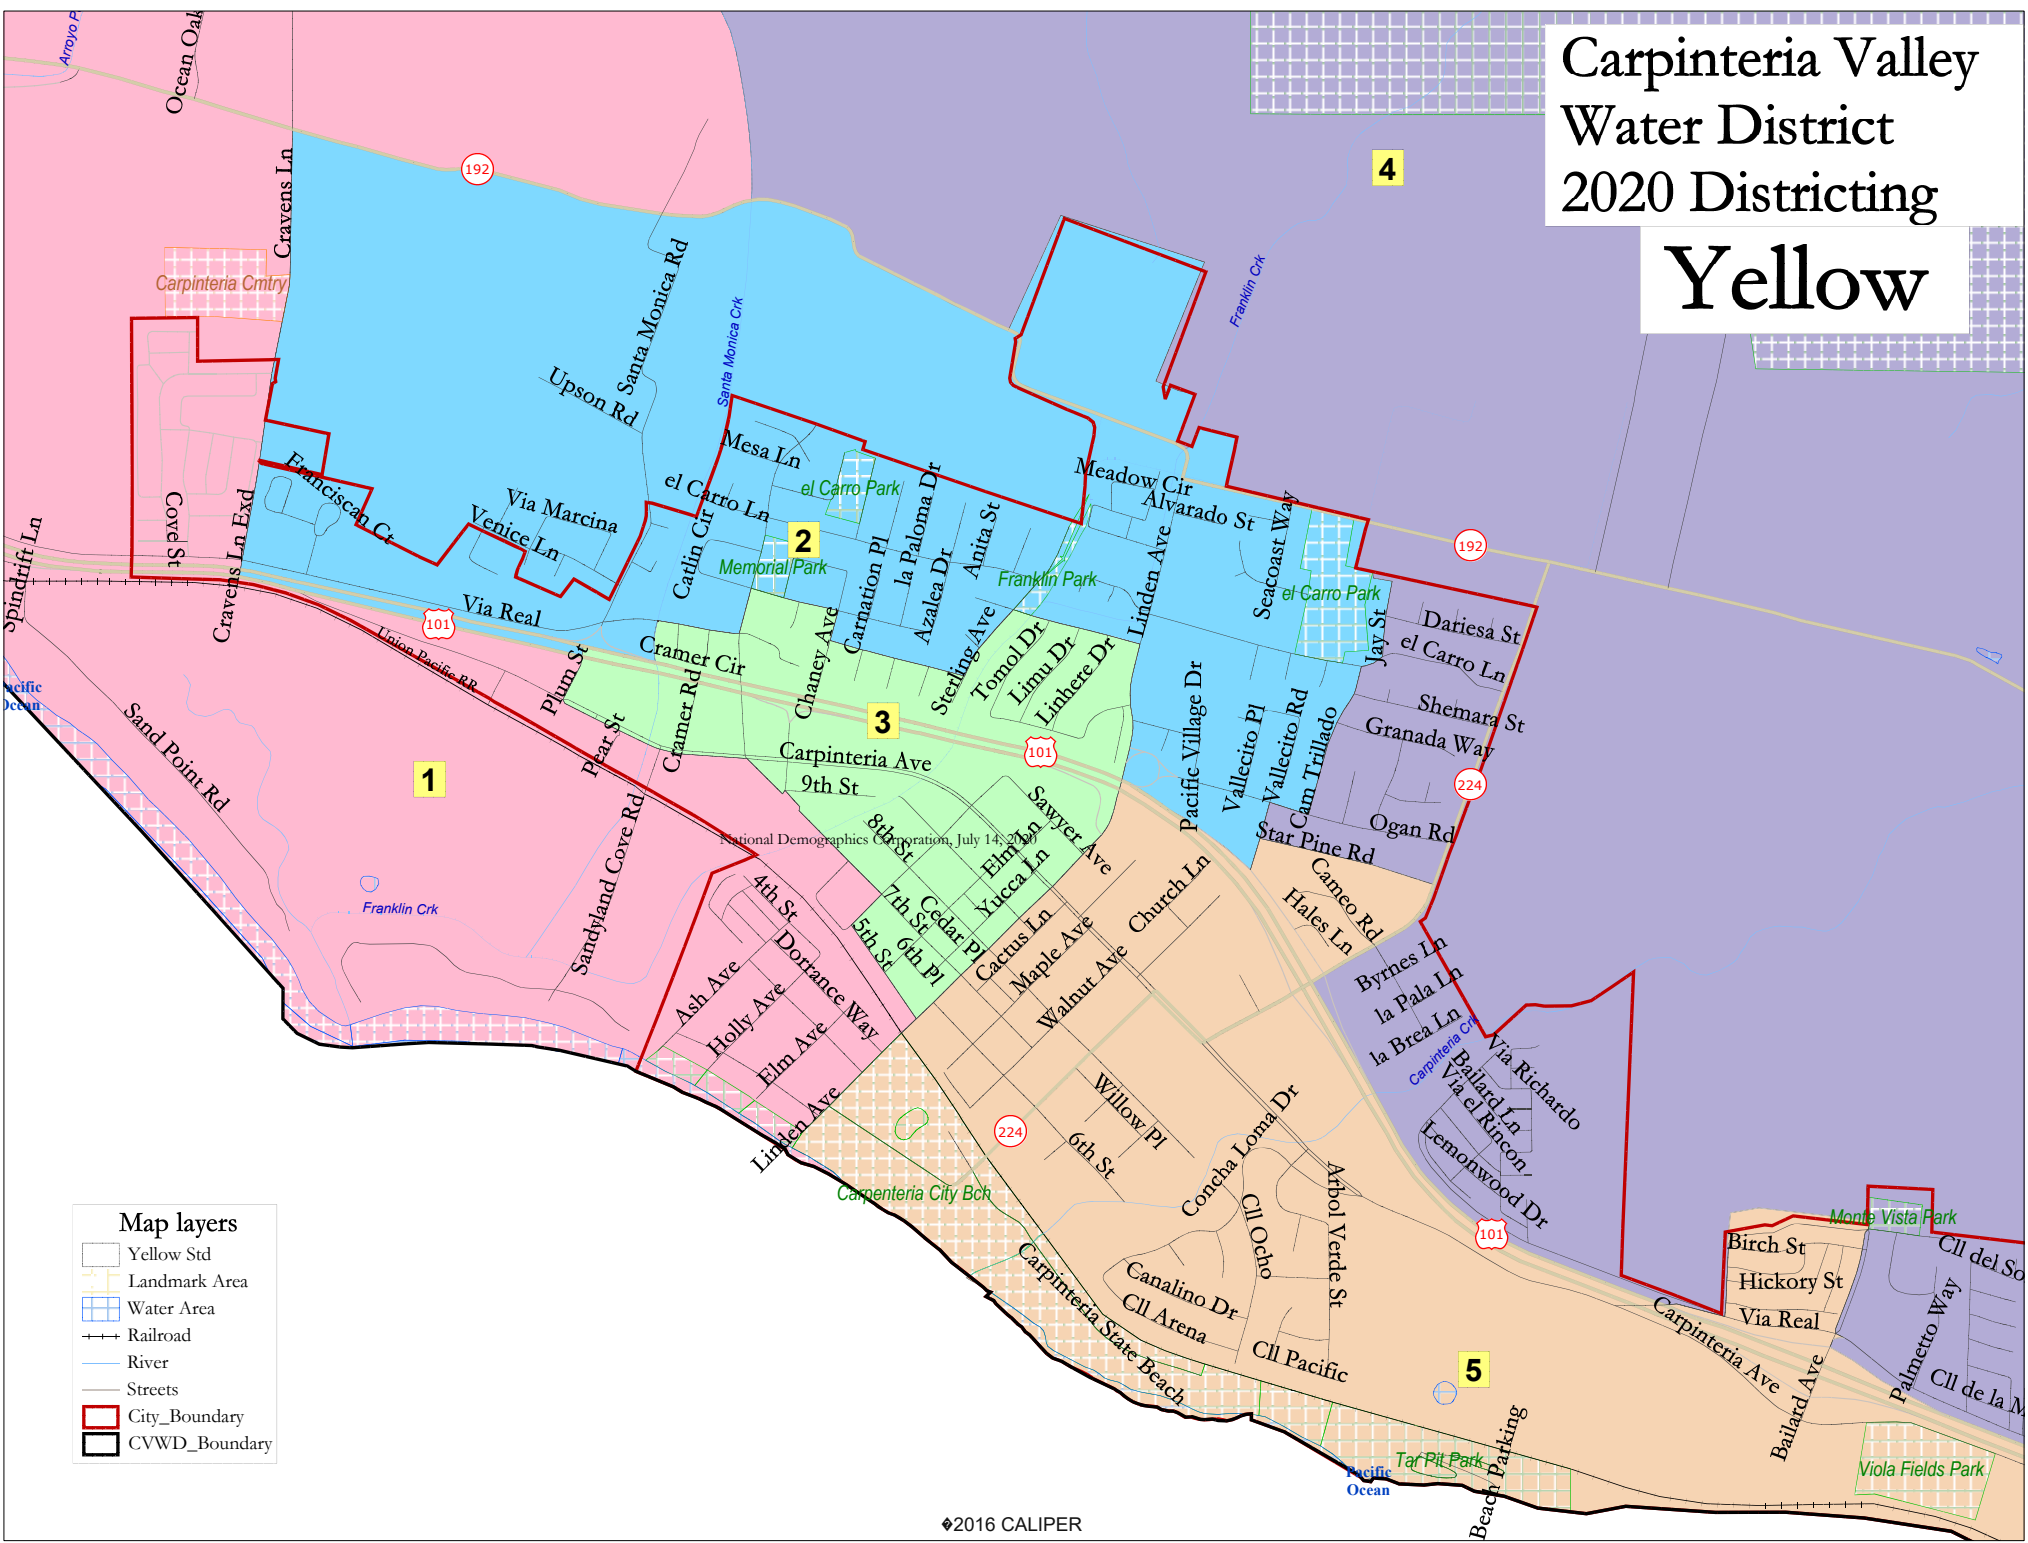 Carpinteria Valley
Water District
2020 Districting
Yellow
Arroyo P
Ocean Oak
Cravens Ln
192
4
Franklin Crk
Carpinteria Cmtry
Santa Monica Rd
Santa Monica Crk
Upson Rd
Mesa Ln
el Carro Ln
el Carro Park
Meadow Cir
Alvarado St
Seacoast Way
Franciscan Ct
Via Marcina
Venice Ln
Catlin Cir
2
Memorial Park
Carnation Pl
la Paloma Dr
Azalea Dr
Anita St
Franklin Park
Linden Ave
el Carro Park
192
Cove St
Cravens Ln Exd
Spindrift Ln
Via Real
101
Union Pacific RR
Plum St
Cramer Cir
Cramer Rd
Chaney Ave
Sterling Ave
Tomol Dr
Limu Dr
Linhere Dr
Jay St
Dariesa St
el Carro Ln
Shemara St
Granada Way
224
Pacific Village Dr
Vallecito Pl
Vallecito Rd
Cam Trillado
Ogan Rd
Star Pine Rd
acific
Ocean
Sand Point Rd
1
Pear St
3
Carpinteria Ave
9th St
101
Sawyer Ave
National Demographics Corporation, July 14, 2020
8th St
Elm Ln
Yucca Ln
7th St
Cedar Pl
5th St
6th Pl
Cactus Ln
Maple Ave
Walnut Ave
Church Ln
Cameo Rd
Hales Ln
Byrnes Ln
la Pala Ln
la Brea Ln
Carpinteria Crk
Franklin Crk
Sandyland Cove Rd
4th St
Dorrance Way
Ash Ave
Holly Ave
Elm Ave
Linden Ave
Via Richardo
Bailard Ln
Via el Rincon
Lemonwood Dr
Willow Pl
224
6th St
Concha Loma Dr
Arbol Verde St
Cll Ocho
Carpenteria City Bch
Carpinteria State Beach
Canalino Dr
Cll Arena
Cll Pacific
101
Monte Vista Park
Birch St
Hickory St
Via Real
Cll del So
Palmetto Way
Cll de la M
Carpinteria Ave
Bailard Ave
5
Beach Parking
Tar Pit Park
Viola Fields Park
Pacific
Ocean
Map layers
Yellow Std
Landmark Area
Water Area
Railroad
River
Streets
City_Boundary
CVWD_Boundary
�2016 CALIPER